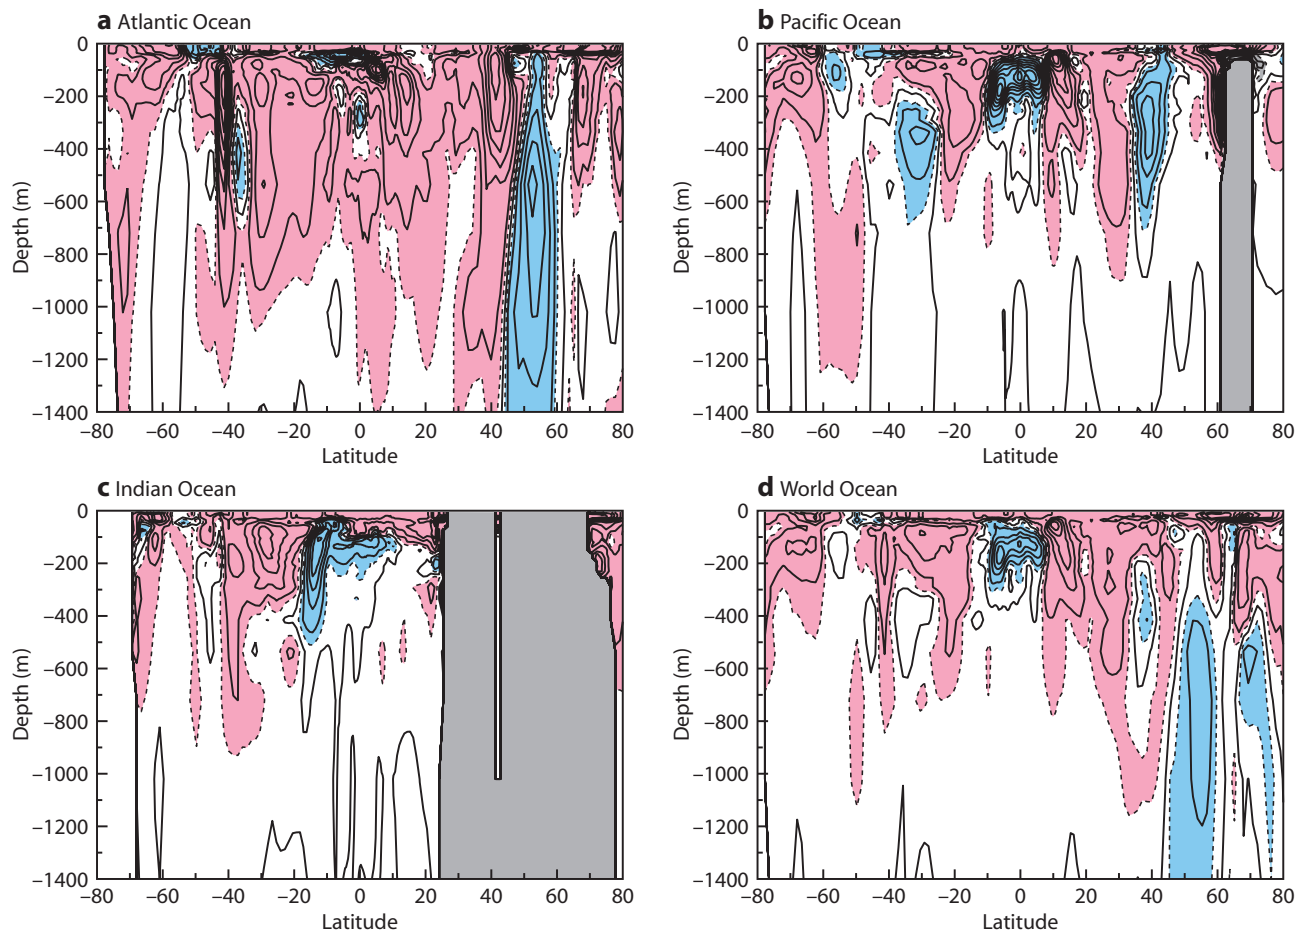 a Atlantic Ocean
0
−200
−400
−600
−800
−1000
−1200
−1400
Depth (m)
−80 −60 −40 −20 0 20 40 60 80
Latitude
b Pacific Ocean
0
−200
−400
−600
−800
−1000
−1200
−1400
Depth (m)
−80 −60 −40 −20 0 20 40 60 80
Latitude
c Indian Ocean
0
−200
−400
−600
−800
−1000
−1200
−1400
Depth (m)
−80 −60 −40 −20 0 20 40 60 80
Latitude
d World Ocean
0
−200
−400
−600
−800
−1000
−1200
−1400
Depth (m)
−80 −60 −40 −20 0 20 40 60 80
Latitude